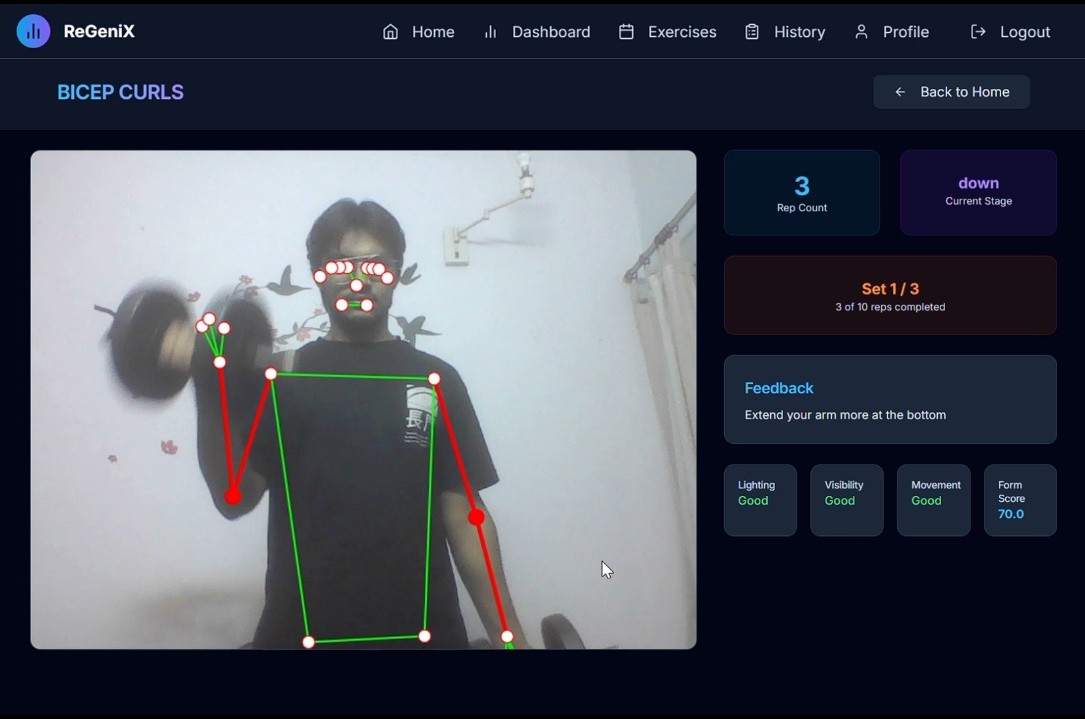 ReGeniX
Home
Dashboard
Exercises
History
Profile
Logout
BICEP CURLS
Back to Home
3
Rep Count
down
Current Stage
Set 1 / 3
3 of 10 reps completed
Feedback
Extend your arm more at the bottom
Lighting
Good
Visibility
Good
Movement
Good
Form
Score
70.0